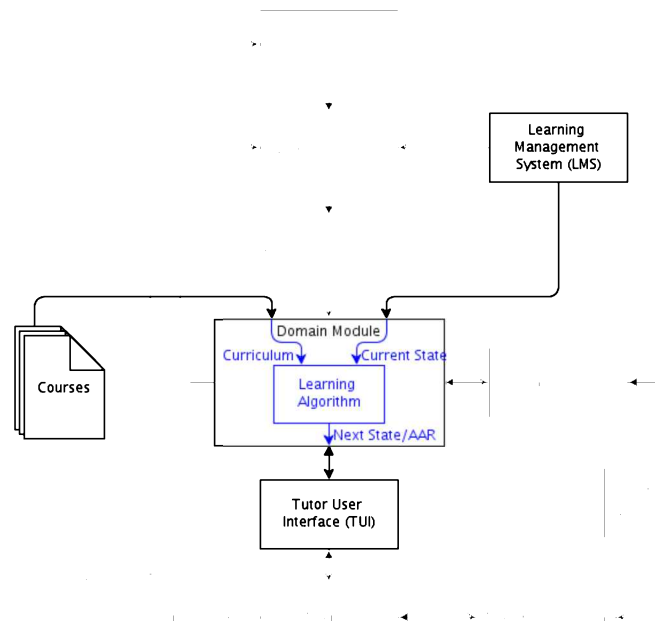 Learning
Management
System (LMS)
Domain Module
Curriculum
Current State
Courses
Learning
Algorithm
Next State/AAR
Tutor User
Interface (TUI)